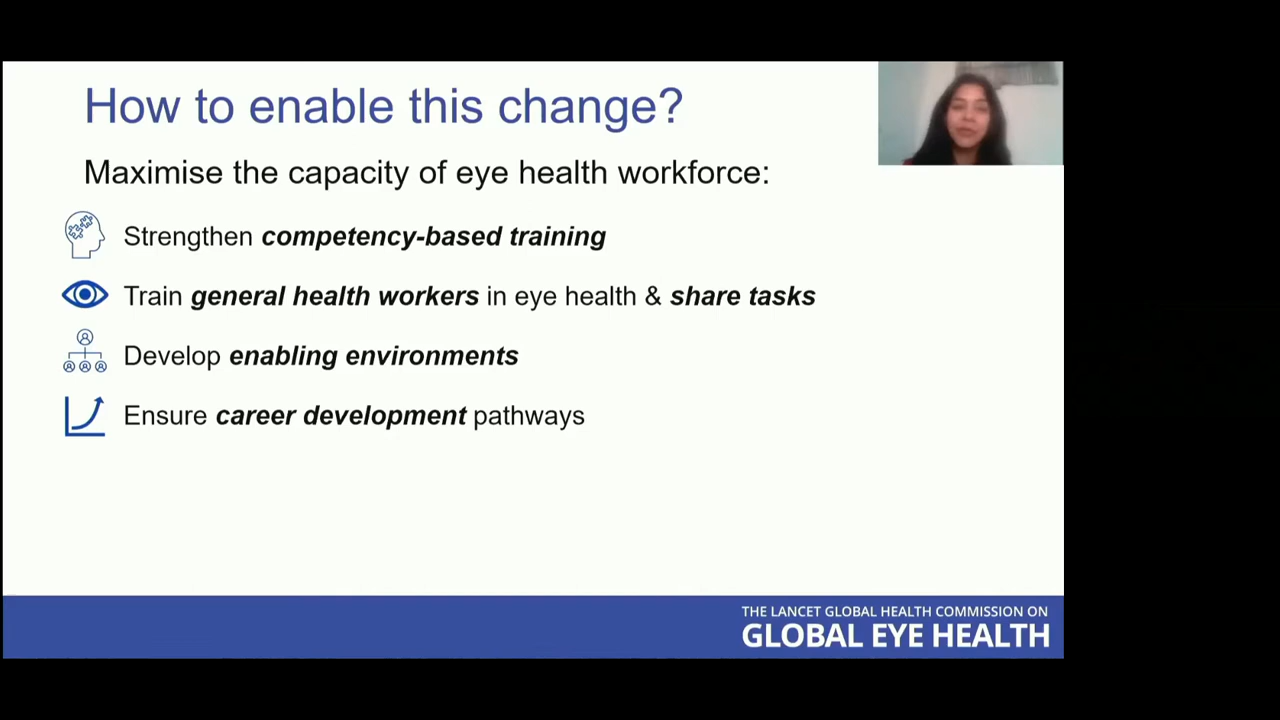 How to enable this change?
Maximise the capacity of eye health workforce:
Strengthen competency-based training
Train general health workers in eye health & share tasks
Develop enabling environments
Ensure career development pathways
THE LANCET GLOBAL HEALTH COMMISSION ON
GLOBAL EYE HEALTH